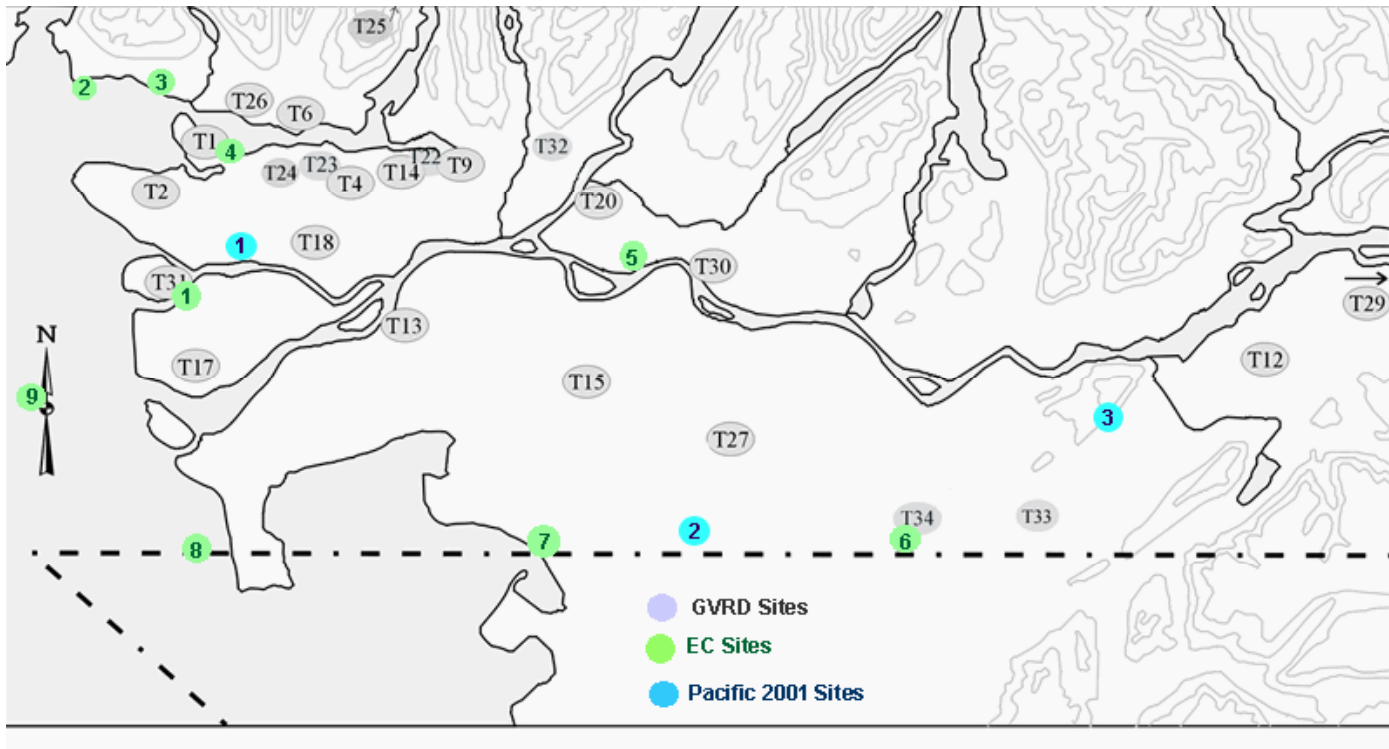 T25
2
3
T26
T6
T1
4
T32
T22
T23
T24
T14
T9
T4
T2
T20
1
T18
5
T30
T31
1
T29
T13
N
T12
T17
T15
9
3
T27
T34
T33
2
8
7
6
GVRD Sites
EC Sites
Pacific 2001 Sites